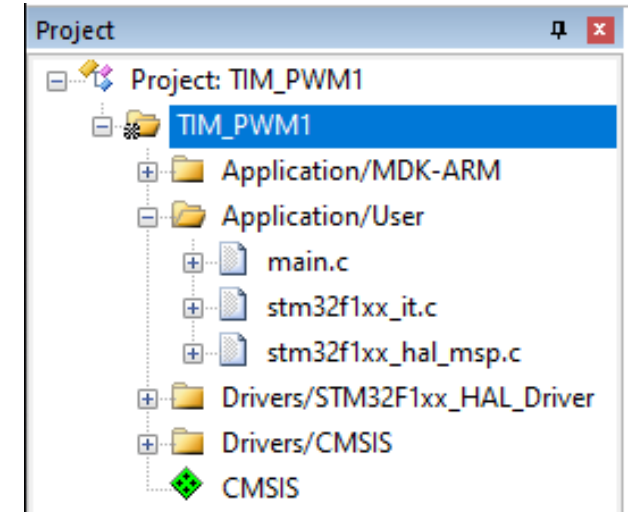 Project
Project: TIM_PWM1
TIM_PWM1
Application/MDK-ARM
Application/User
main.c
stm32f1xx_it.c
stm32f1xx_hal_msp.c
Drivers/STM32F1xx_HAL_Driver
Drivers/CMSIS
CMSIS